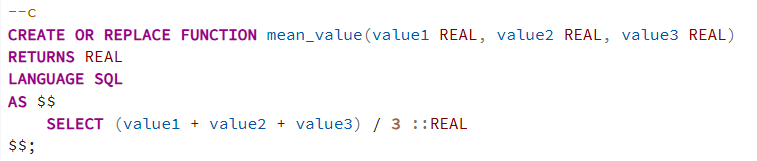 --c
CREATE OR REPLACE FUNCTION mean_value(value1 REAL, value2 REAL, value3 REAL)
RETURNS REAL
LANGUAGE SQL
AS $$
    SELECT (value1 + value2 + value3) / 3 ::REAL
$$;